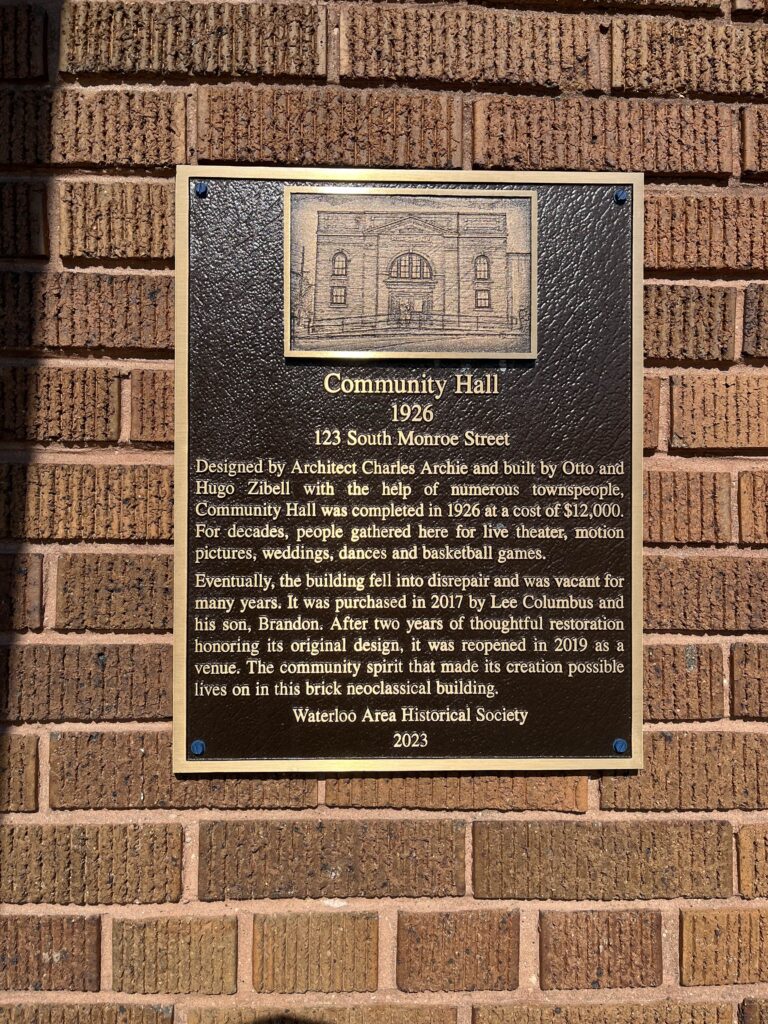 Community Hall
1926
123 South Monroe Street
Designed by Architect Charles Archie and built by Otto and
Hugo Zibell with the help of numerous townspeople,
Community Hall was completed in 1926 at a cost of $12,000.
For decades, people gathered here for live theater, motion
pictures, weddings, dances and basketball games.
Eventually, the building fell into disrepair and was vacant for
many years. It was purchased in 2017 by Lee Columbus and
his son, Brandon. After two years of thoughtful restoration
honoring its original design, it was reopened in 2019 as a
venue. The community spirit that made its creation possible
lives on in this brick neoclassical building.
Waterloo Area Historical Society
2023